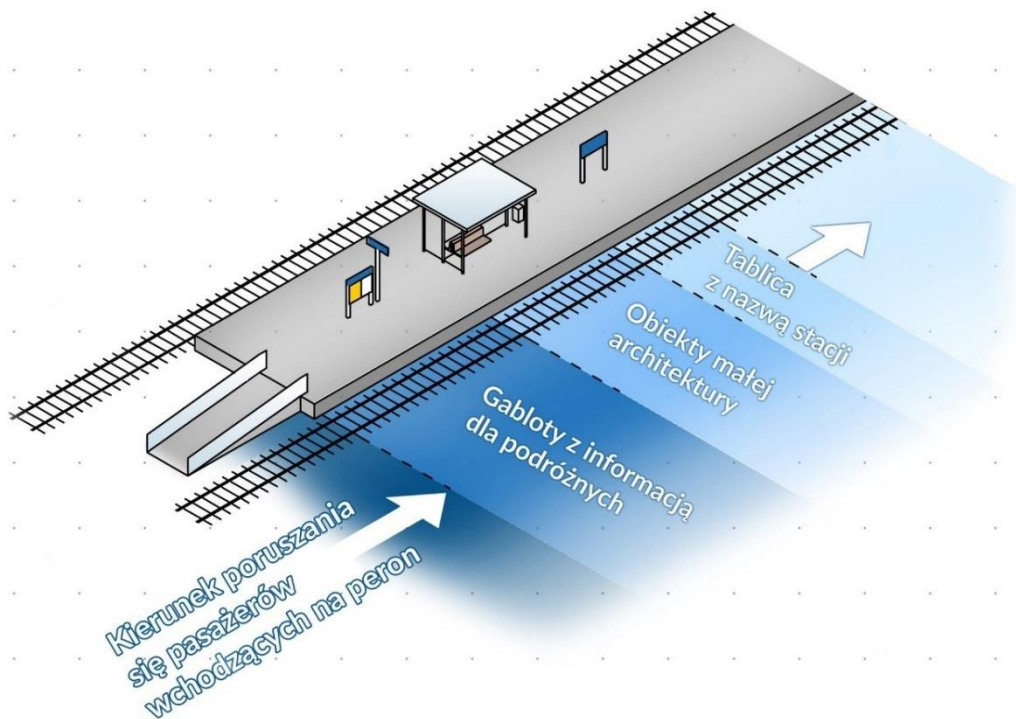 Kierunek poruszania
się pasażerów
wchodzących na peron
Gabloty z informacją
dla podróżnych
Obiekty małej
architektury
Tablica
z nazwą stacji